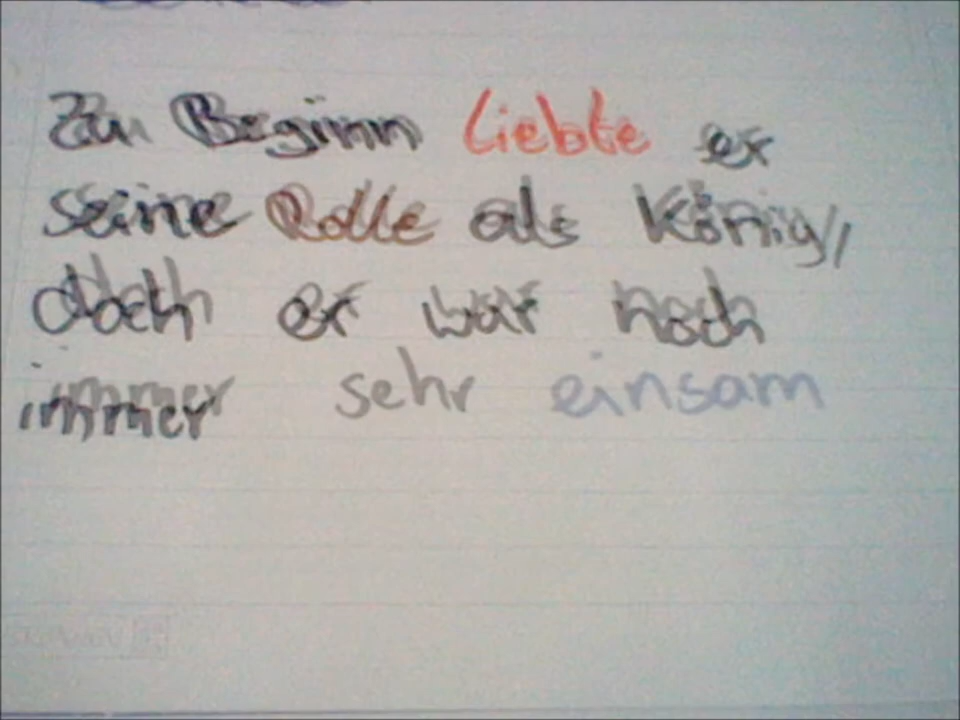 Zu Beginn liebte er
seine Rolle als König,
doch er war noch
immer sehr einsam